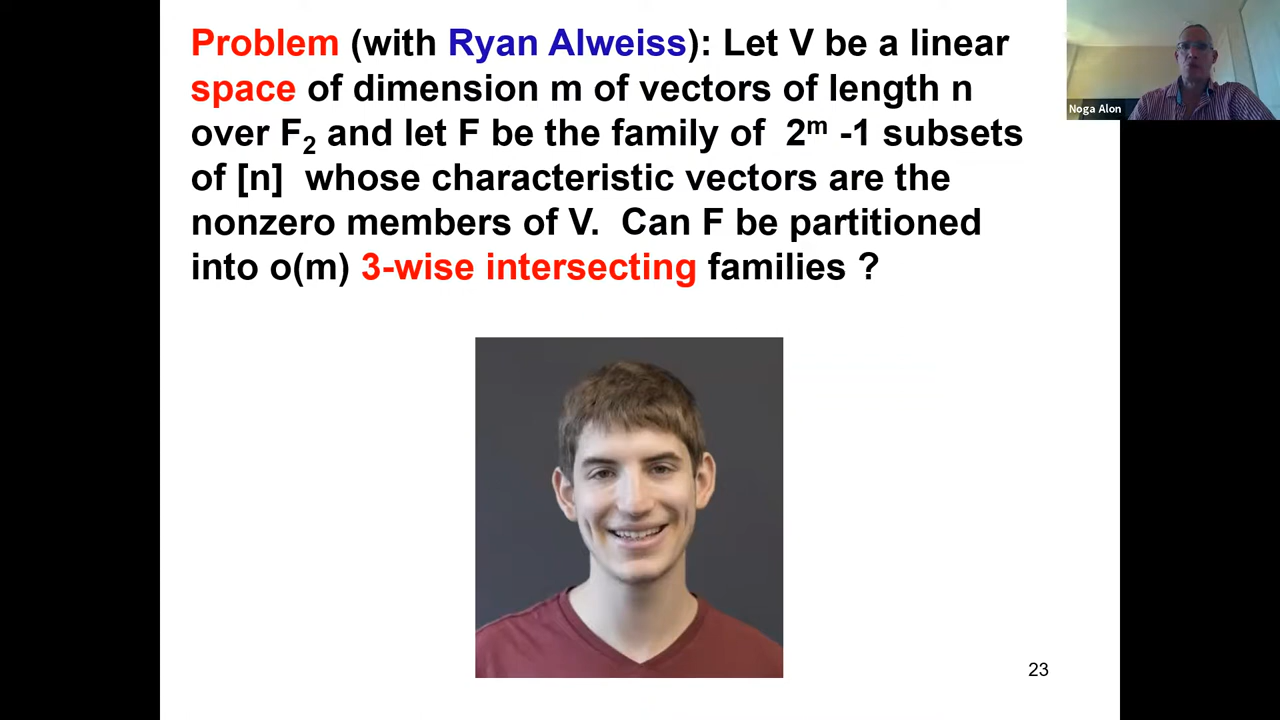 Problem (with Ryan Alweiss): Let V be a linear
space of dimension m of vectors of length n
over F₂ and let F be the family of 2ᵐ -1 subsets
of [n] whose characteristic vectors are the
nonzero members of V. Can F be partitioned
into o(m) 3-wise intersecting families ?
Noga Alon
23